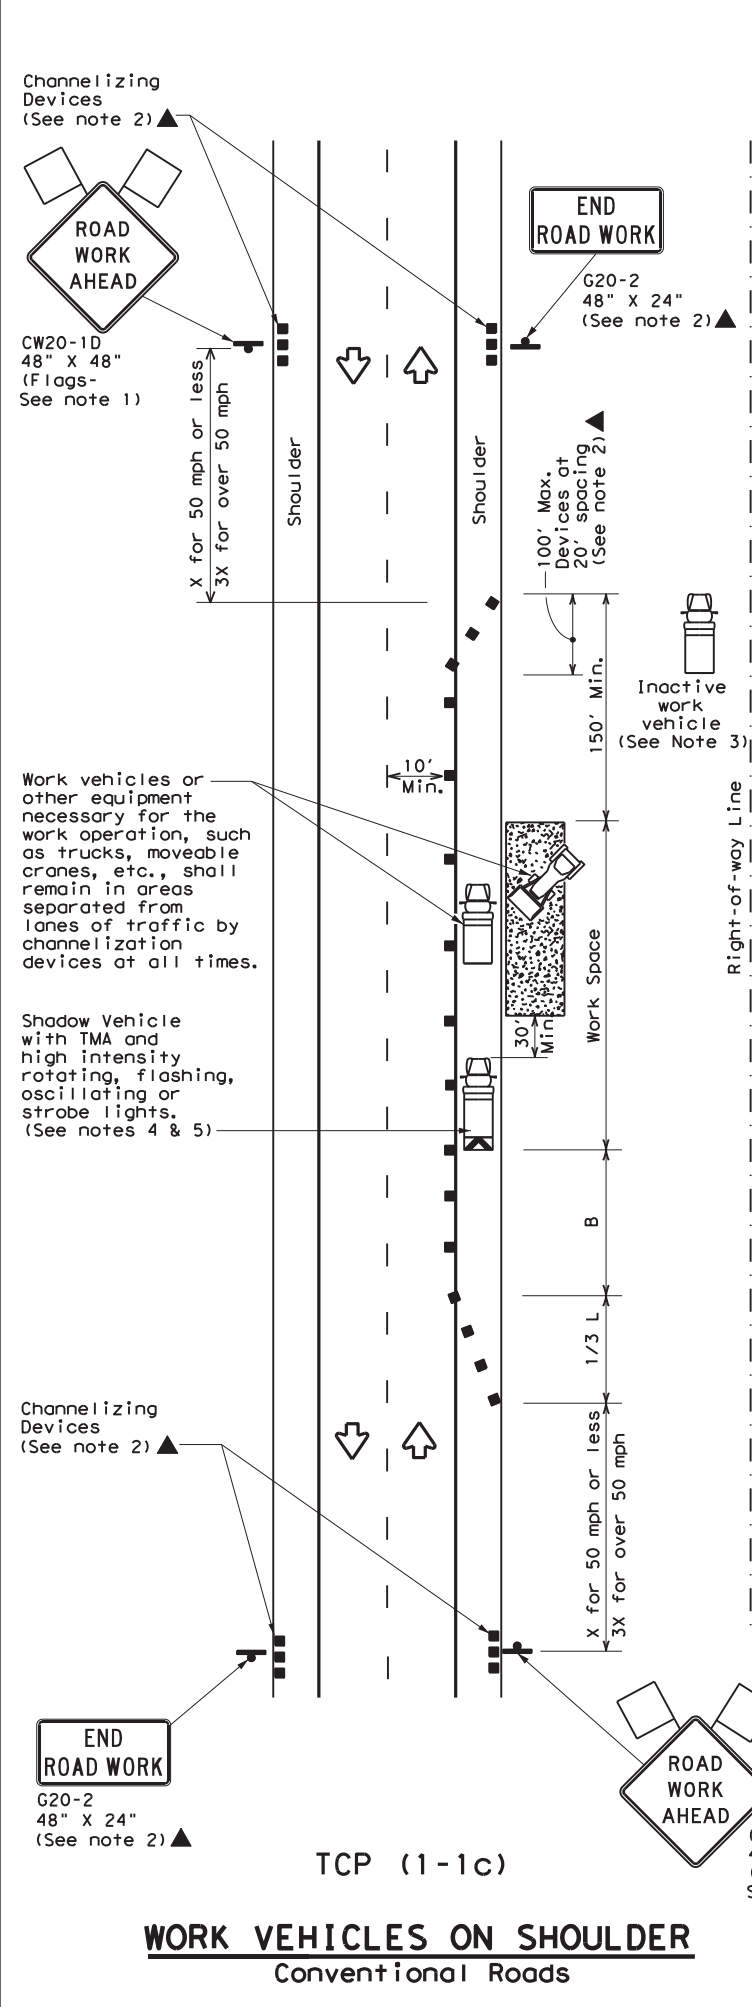 Channelizing
Devices
(See note 2)
ROAD
WORK
AHEAD
CW20-1D
48" X 48"
(Flags-
See note 1)
END
ROAD WORK
G20-2
48" X 24"
(See note 2)
X for 50 mph or less
3X for over 50 mph
Shoulder
Shoulder
100' Max.
Devices at
20' spacing
(See note 2)
150' Min.
Inactive
work
vehicle
(See Note 3)
10'
Min.
Work vehicles or
other equipment
necessary for the
work operation, such
as trucks, moveable
cranes, etc., shall
remain in areas
separated from
lanes of traffic by
channelization
devices at all times.
Right-of-way Line
Work Space
30'
Min.
Shadow Vehicle
with TMA and
high intensity
rotating, flashing,
oscillating or
strobe lights.
(See notes 4 & 5)
B
1/3 L
Channelizing
Devices
(See note 2)
X for 50 mph or less
3X for over 50 mph
END
ROAD WORK
G20-2
48" X 24"
(See note 2)
ROAD
WORK
AHEAD
TCP (1-1c)
WORK VEHICLES ON SHOULDER
Conventional Roads